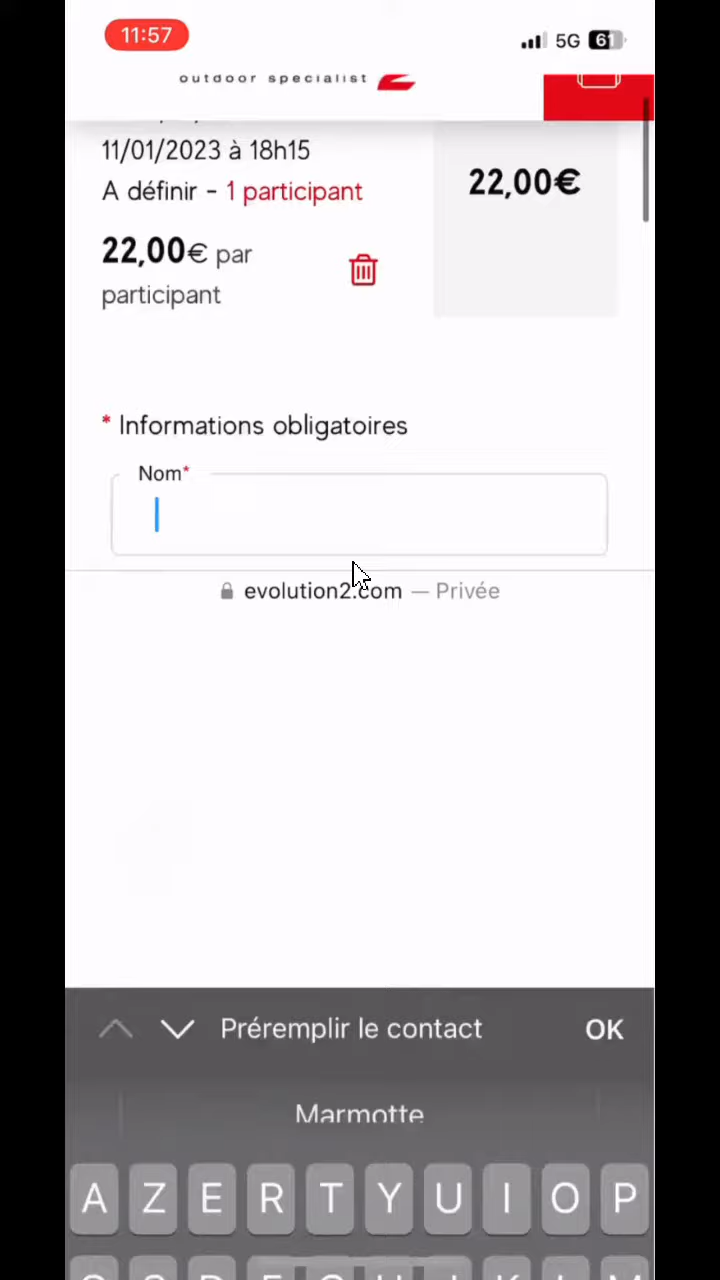 11:57
5G 61
outdoor specialist
11/01/2023 à 18h15
A définir - 1 participant
22,00€
22,00€ par
participant
* Informations obligatoires
Nom*
evolution2.com — Privée
Préremplir le contact
OK
Marmotte
A Z E R T Y U I O P